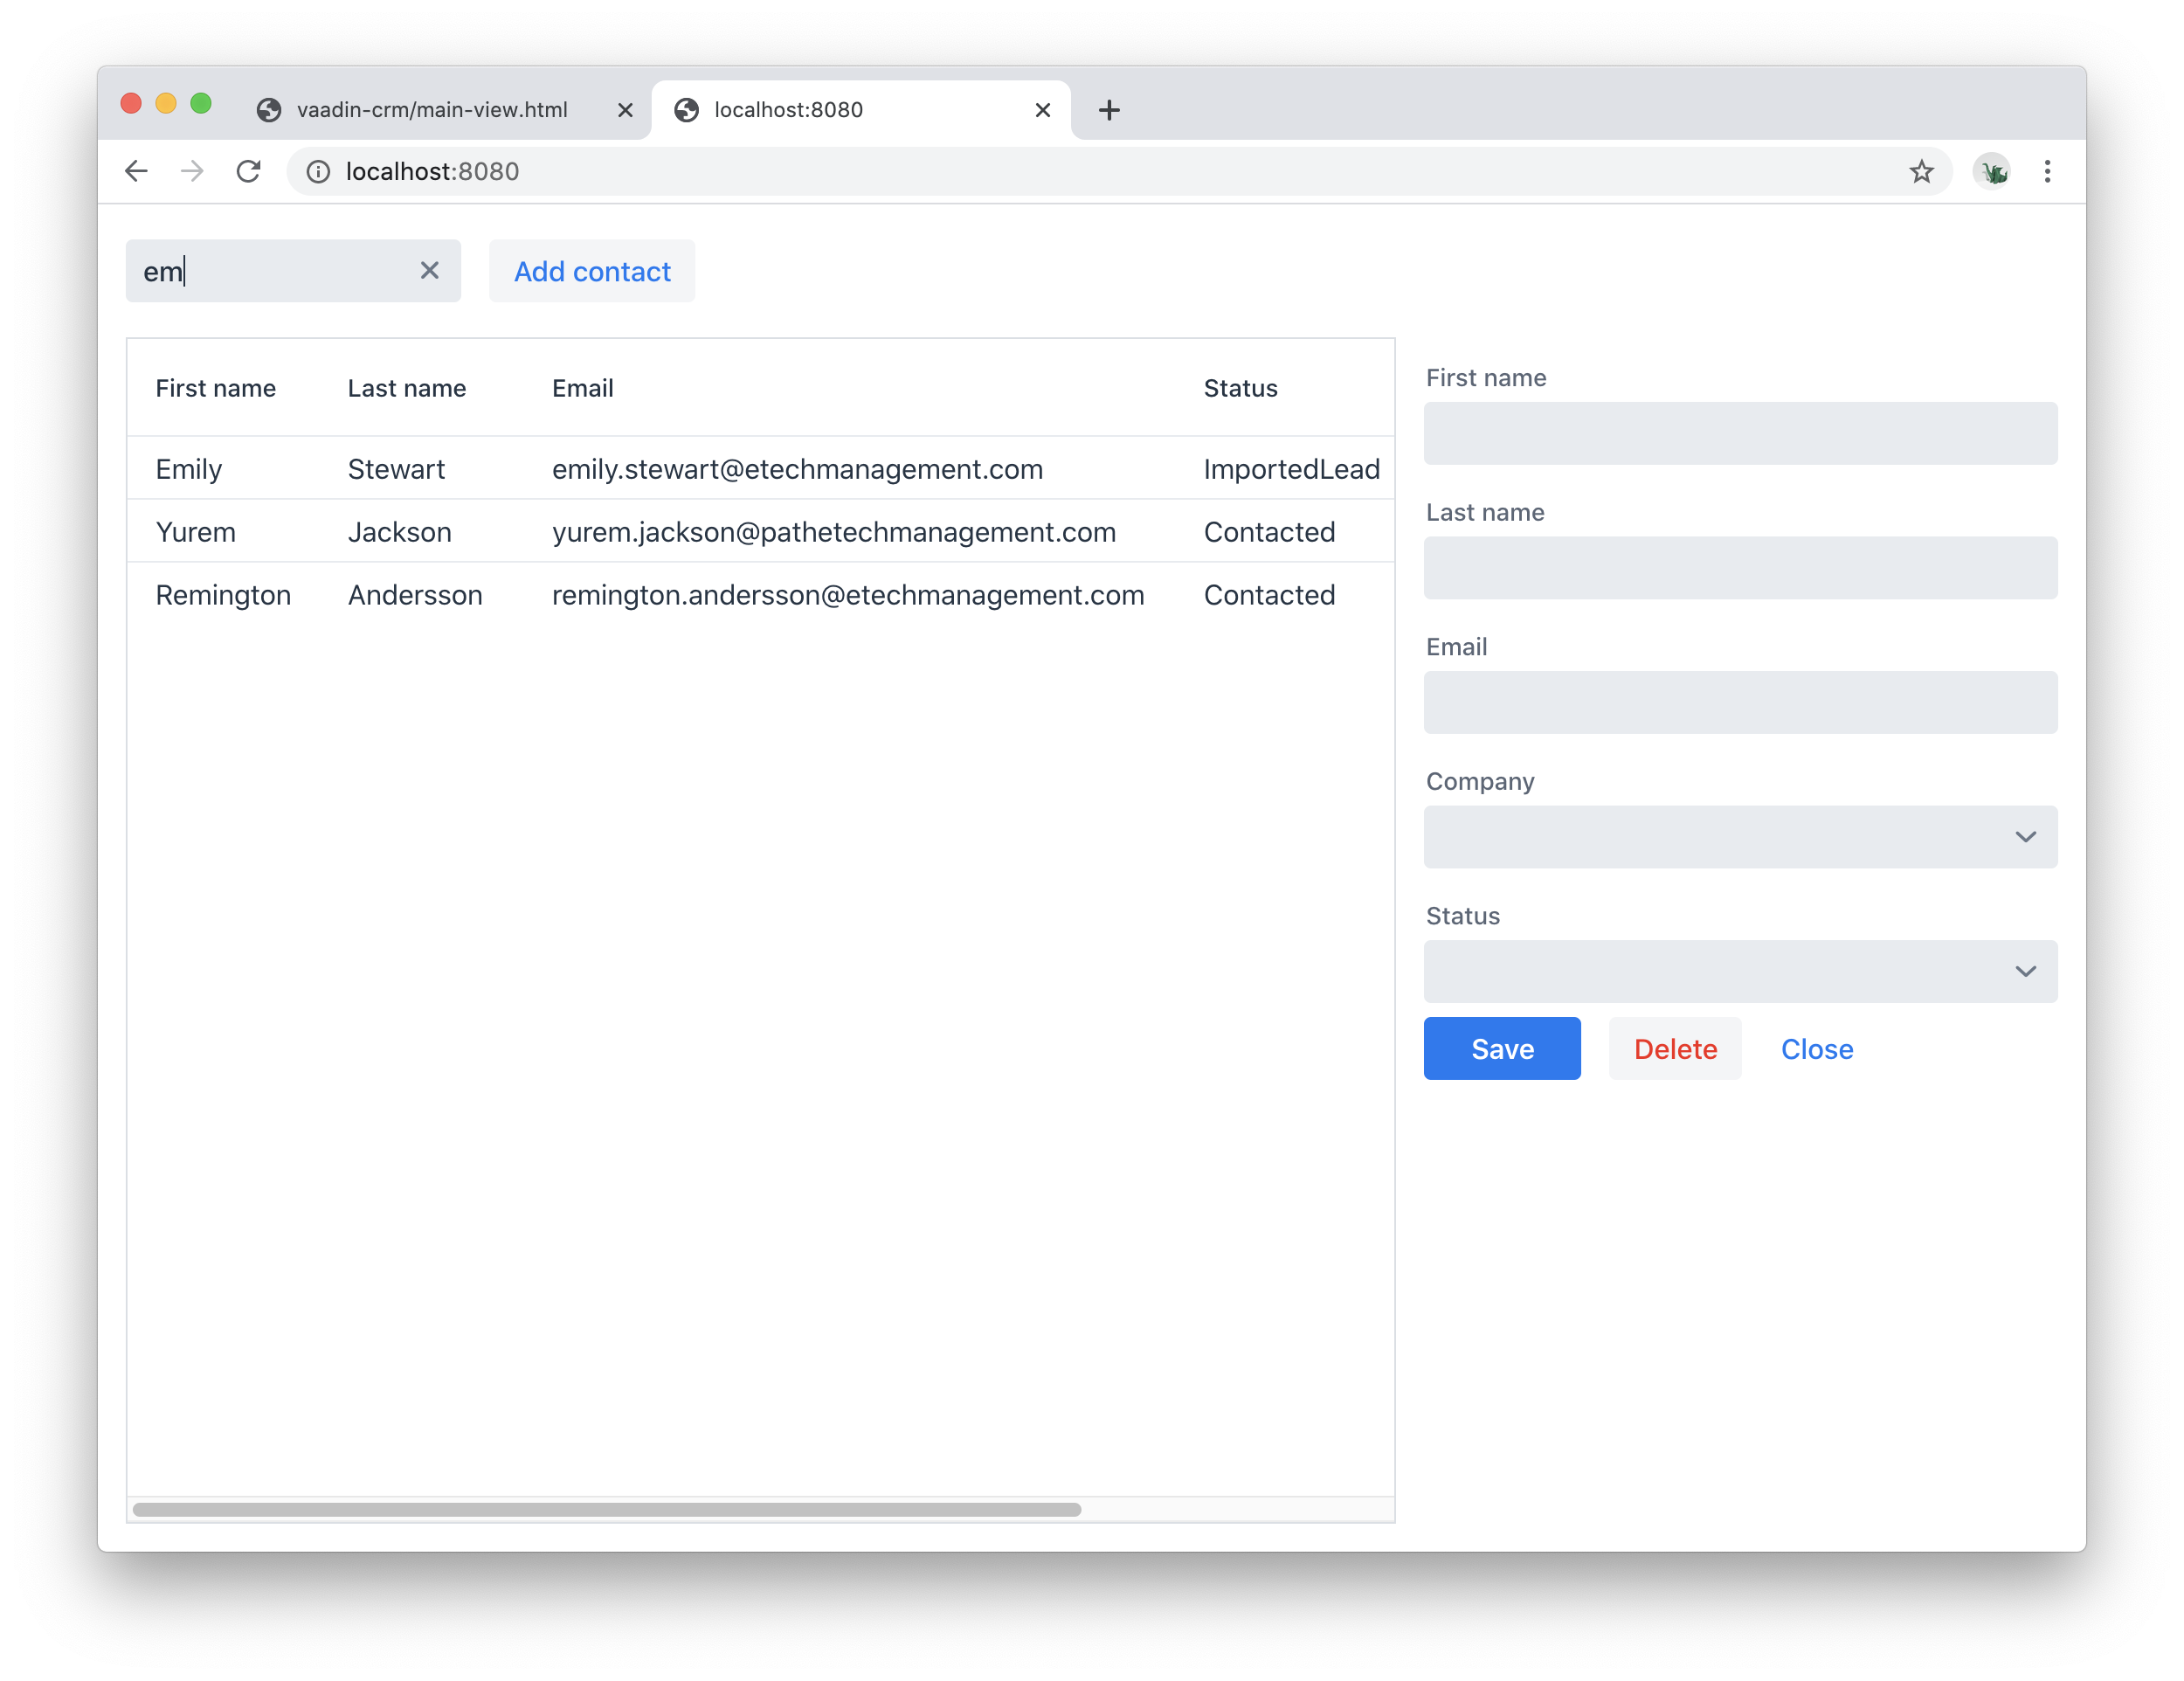 vaadin-crm/main-view.html localhost:8080
localhost:8080
em Add contact
First name Last name Email Status
Emily Stewart emily.stewart@etechmanagement.com ImportedLead
Yurem Jackson yurem.jackson@pathetechmanagement.com Contacted
Remington Andersson remington.andersson@etechmanagement.com Contacted
First name
Last name
Email
Company
Status
Save Delete Close